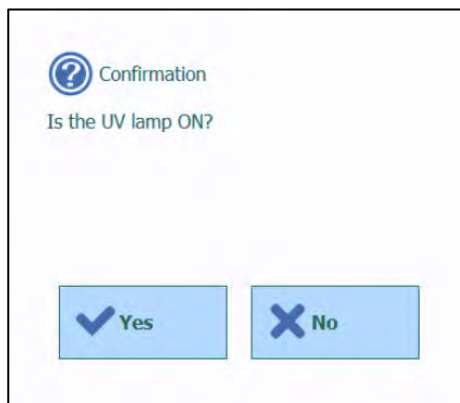 Confirmation
Is the UV lamp ON?
Yes
No